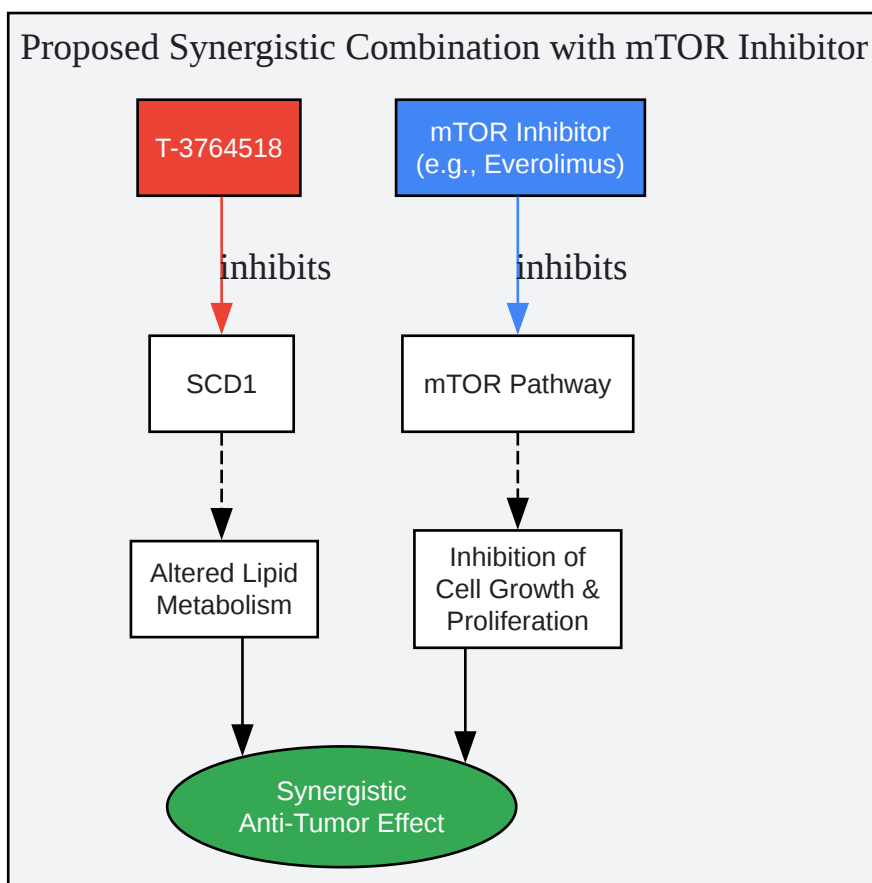 Proposed Synergistic Combination with mTOR Inhibitor
T-3764518
mTOR Inhibitor
(e.g., Everolimus)
inhibits
inhibits
SCD1
mTOR Pathway
Altered Lipid
Metabolism
Inhibition of
Cell Growth &
Proliferation
Synergistic
Anti-Tumor Effect